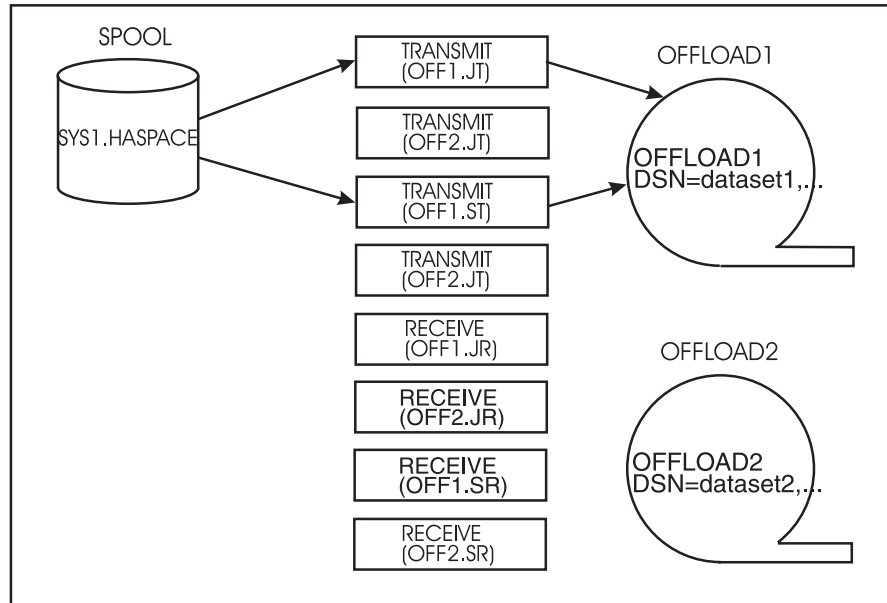 SPOOL
SYS1.HASPACE
TRANSMIT
(OFF1.JT)
TRANSMIT
(OFF2.JT)
TRANSMIT
(OFF1.ST)
TRANSMIT
(OFF2.JT)
RECEIVE
(OFF1.JR)
RECEIVE
(OFF2.JR)
RECEIVE
(OFF1.SR)
RECEIVE
(OFF2.SR)
OFFLOAD1
OFFLOAD1
DSN=dataset1,...
OFFLOAD2
OFFLOAD2
DSN=dataset2,...